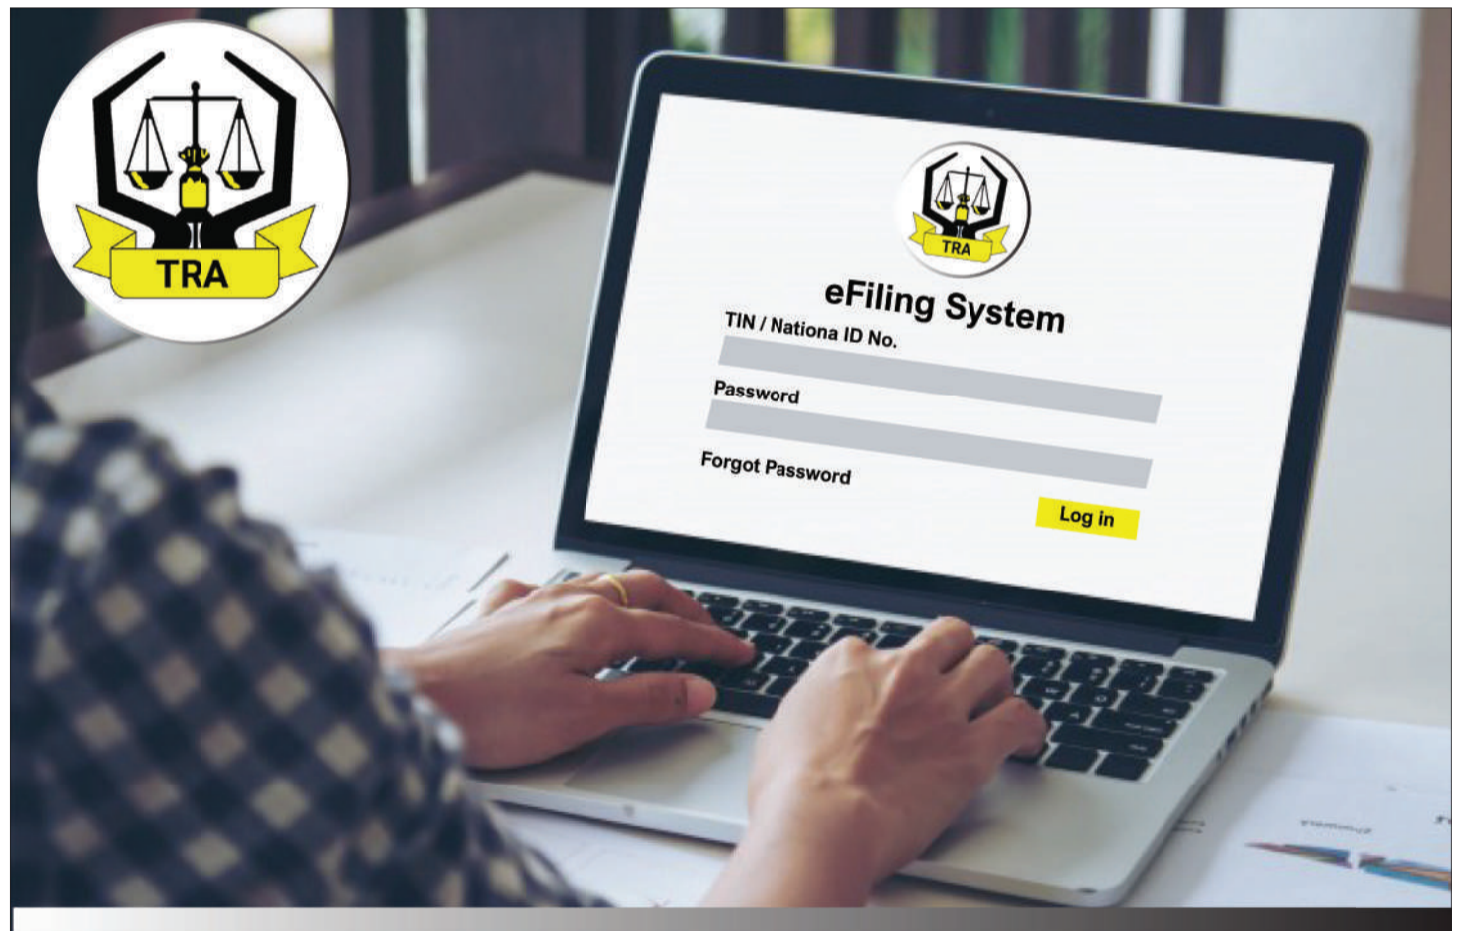 TRA
TRA
eFiling System
TIN / Nationa ID No.
Password
Forgot Password
Log in